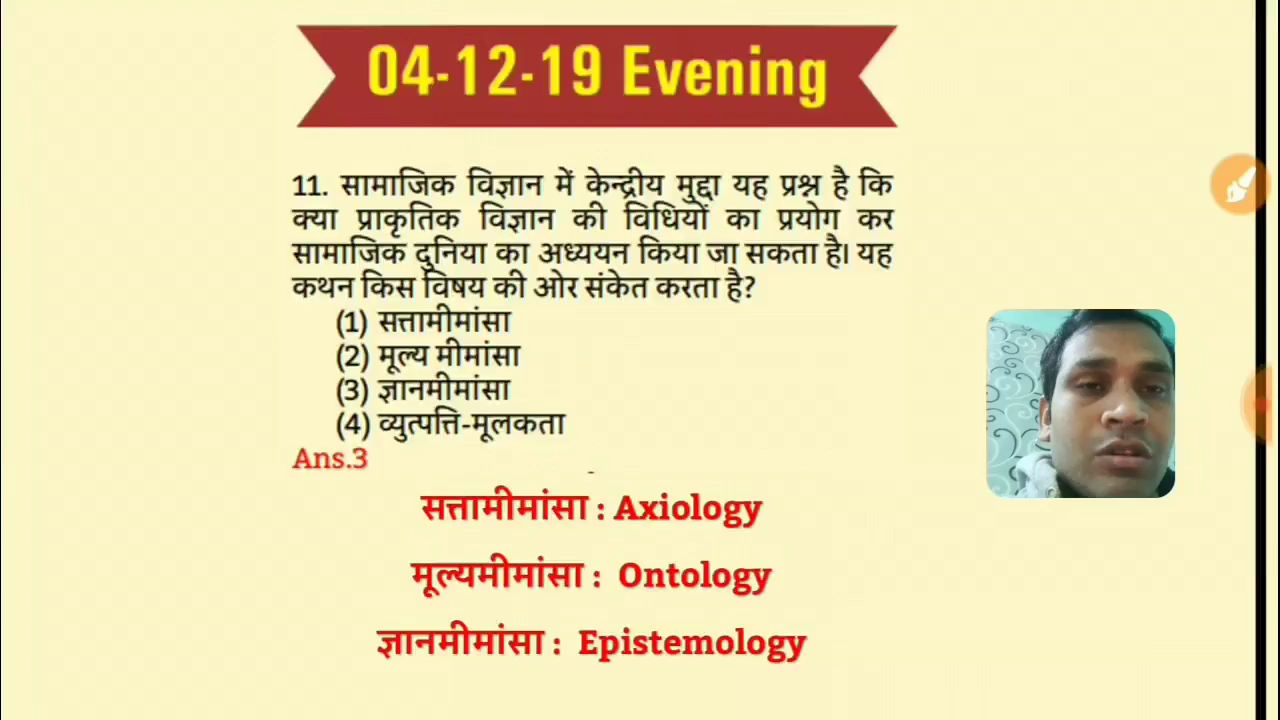 04-12-19 Evening
11. सामाजिक विज्ञान में केन्द्रीय मुद्दा यह प्रश्न है कि
क्या प्राकृतिक विज्ञान की विधियों का प्रयोग कर
सामाजिक दुनिया का अध्ययन किया जा सकता है। यह
कथन किस विषय की ओर संकेत करता है?
(1) सत्तामीमांसा
(2) मूल्य मीमांसा
(3) ज्ञानमीमांसा
(4) व्युत्पत्ति-मूलकता
Ans.3
सत्तामीमांसा : Axiology
मूल्यमीमांसा : Ontology
ज्ञानमीमांसा : Epistemology